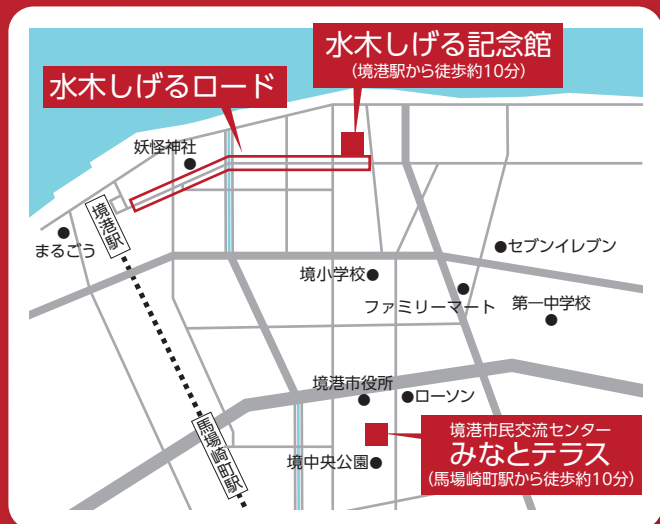 水木しげる記念館
(境港駅から徒歩約10分)
水木しげるロード
妖怪神社
境港駅
まるごう
セブンイレブン
境小学校
ファミリーマート
第一中学校
境港市役所
ローソン
馬場崎町駅
境港市民交流センター
みなとテラス
(馬場崎町駅から徒歩約10分)
境中央公園